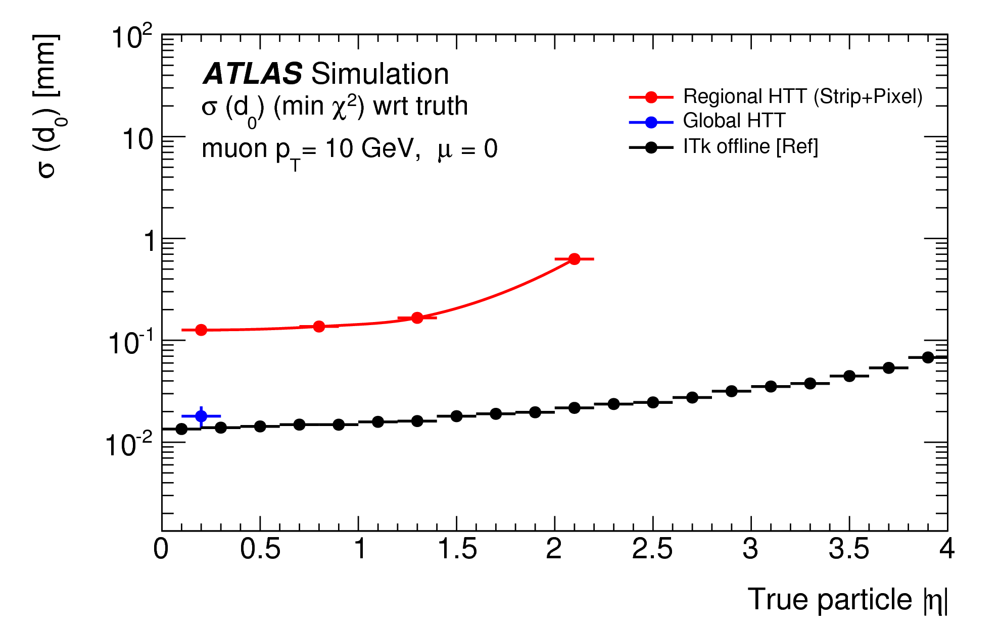 σ (d₀) [mm]
10²
10
1
10⁻¹
10⁻²
ATLAS Simulation
σ (d₀) (min χ²) wrt truth
muon p_T = 10 GeV, μ = 0
Regional HTT (Strip+Pixel)
Global HTT
ITk offline [Ref]
0 0.5 1 1.5 2 2.5 3 3.5 4
True particle |η|